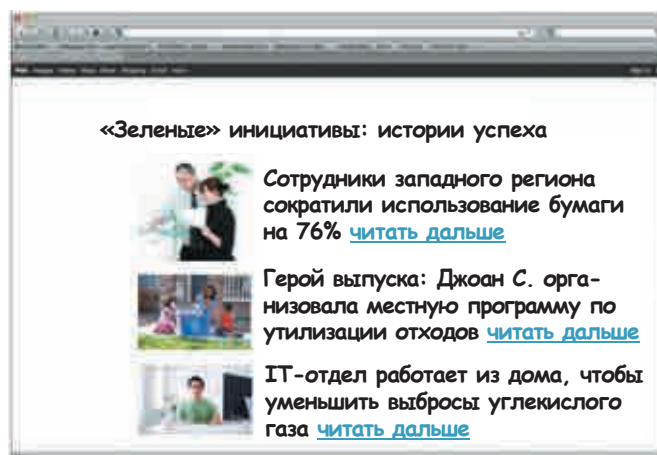 «Зеленые» инициативы: истории успеха
Сотрудники западного региона
сократили использование бумаги
на 76% читать дальше
Герой выпуска: Джоан С. орга-
низовала местную программу по
утилизации отходов читать дальше
IT-отдел работает из дома, чтобы
уменьшить выбросы углекислого
газа читать дальше